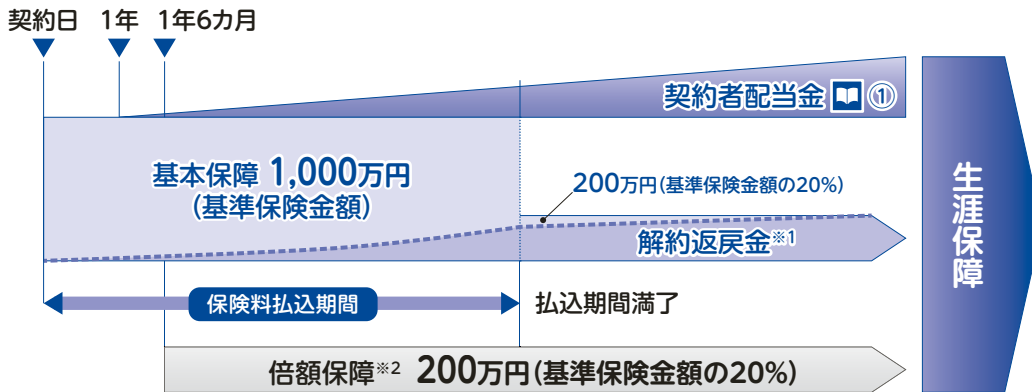 契約日 1年 1年6カ月
契約者配当金 ①
基本保障 1,000万円
(基準保険金額)
200万円(基準保険金額の20%)
解約返戻金※1
保険料払込期間
払込期間満了
倍額保障※2 200万円(基準保険金額の20%)
生涯保障